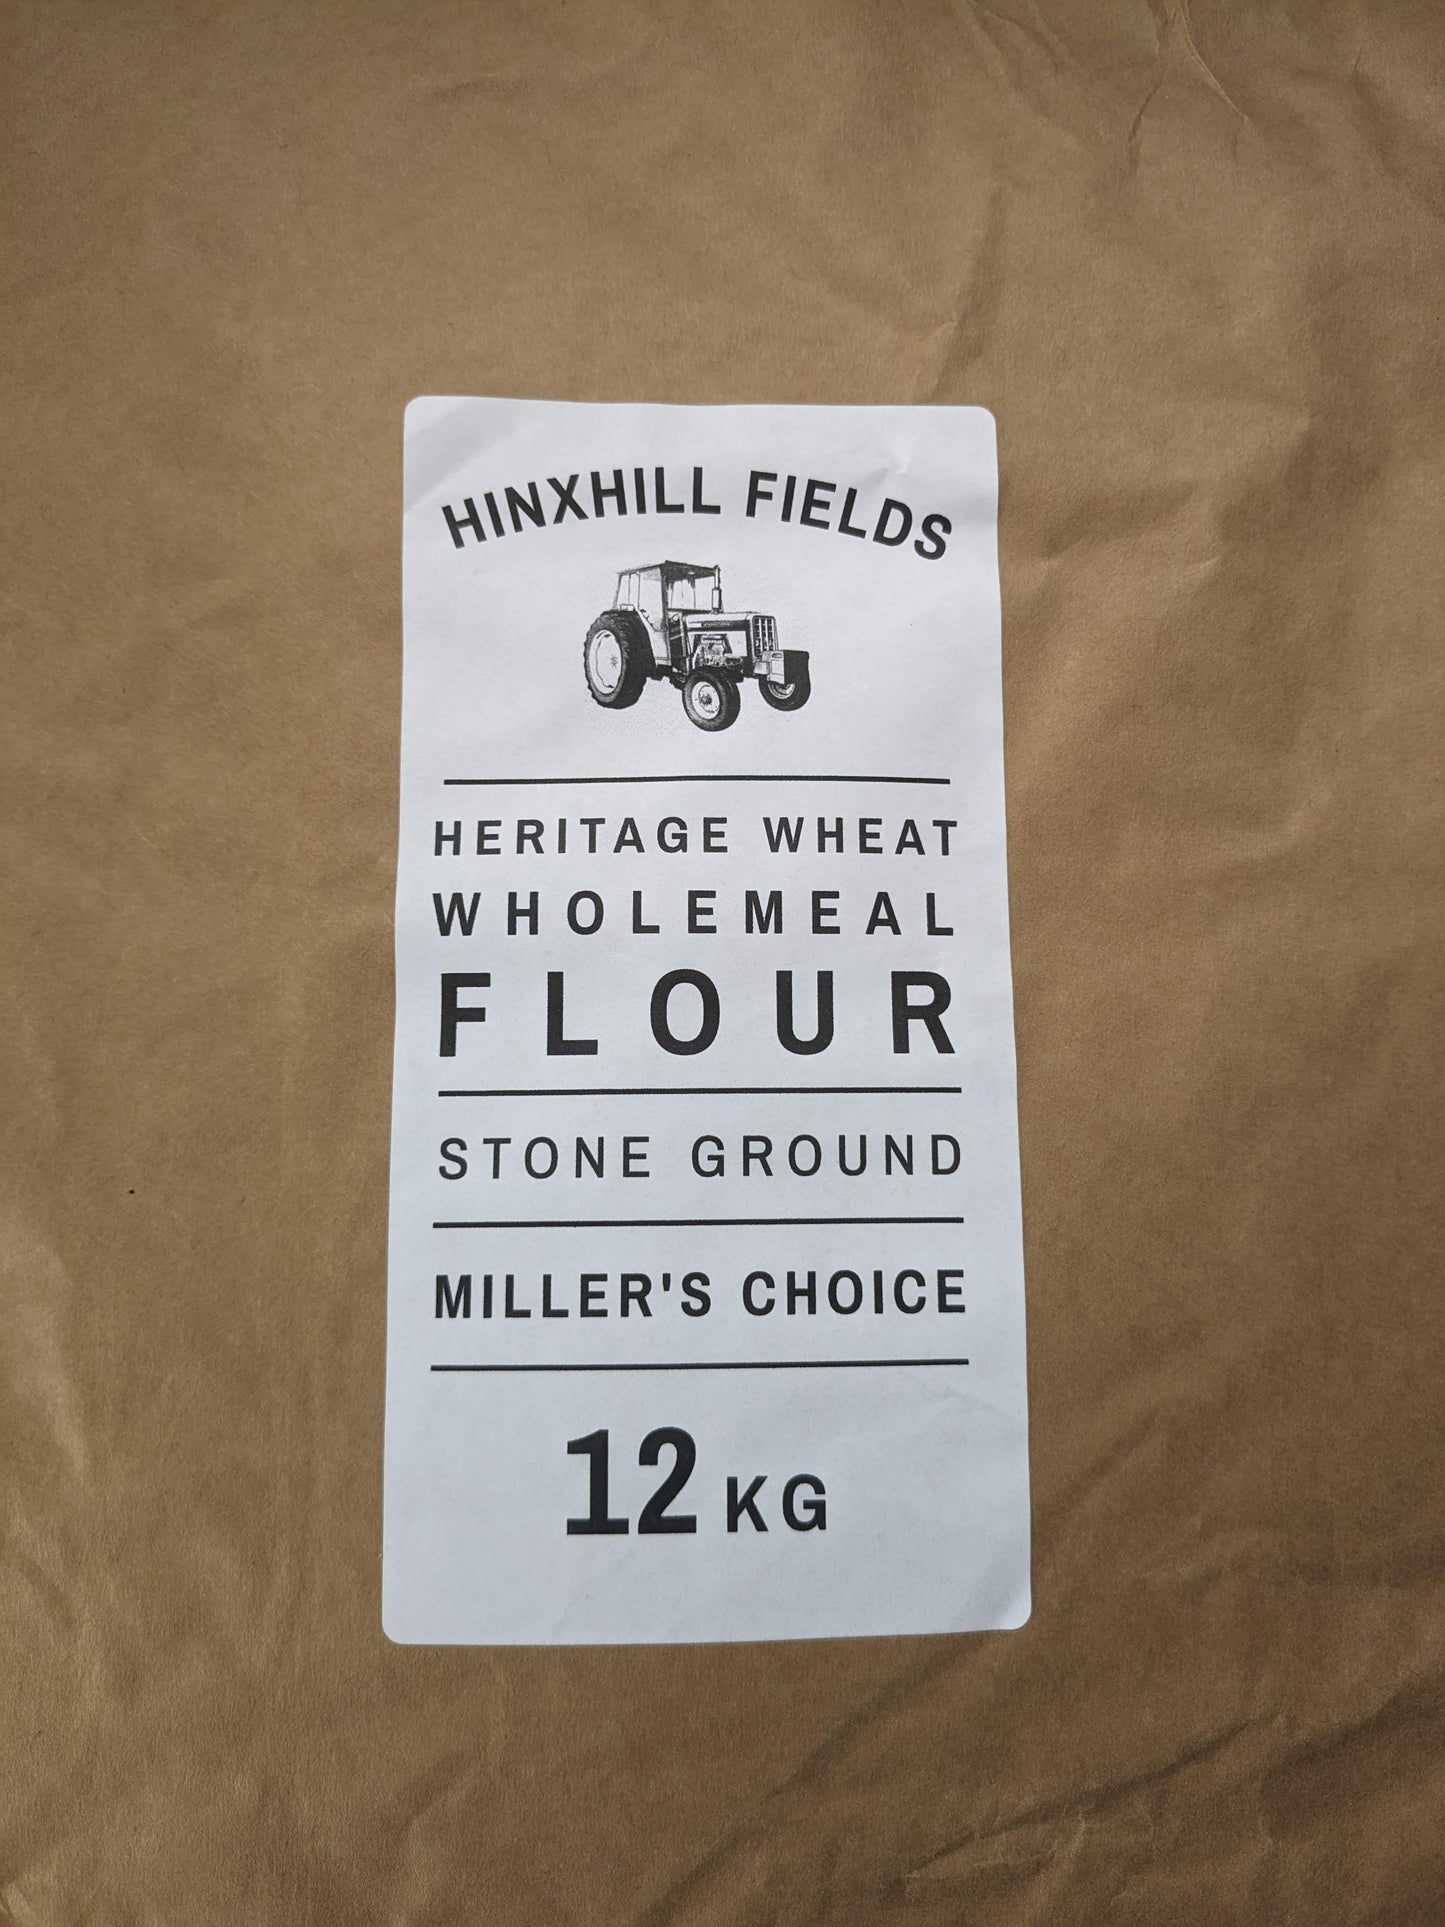 HINXHILL FIELDS
HERITAGE WHEAT
WHOLEMEAL
FLOUR
STONE GROUND
MILLER'S CHOICE
12 KG